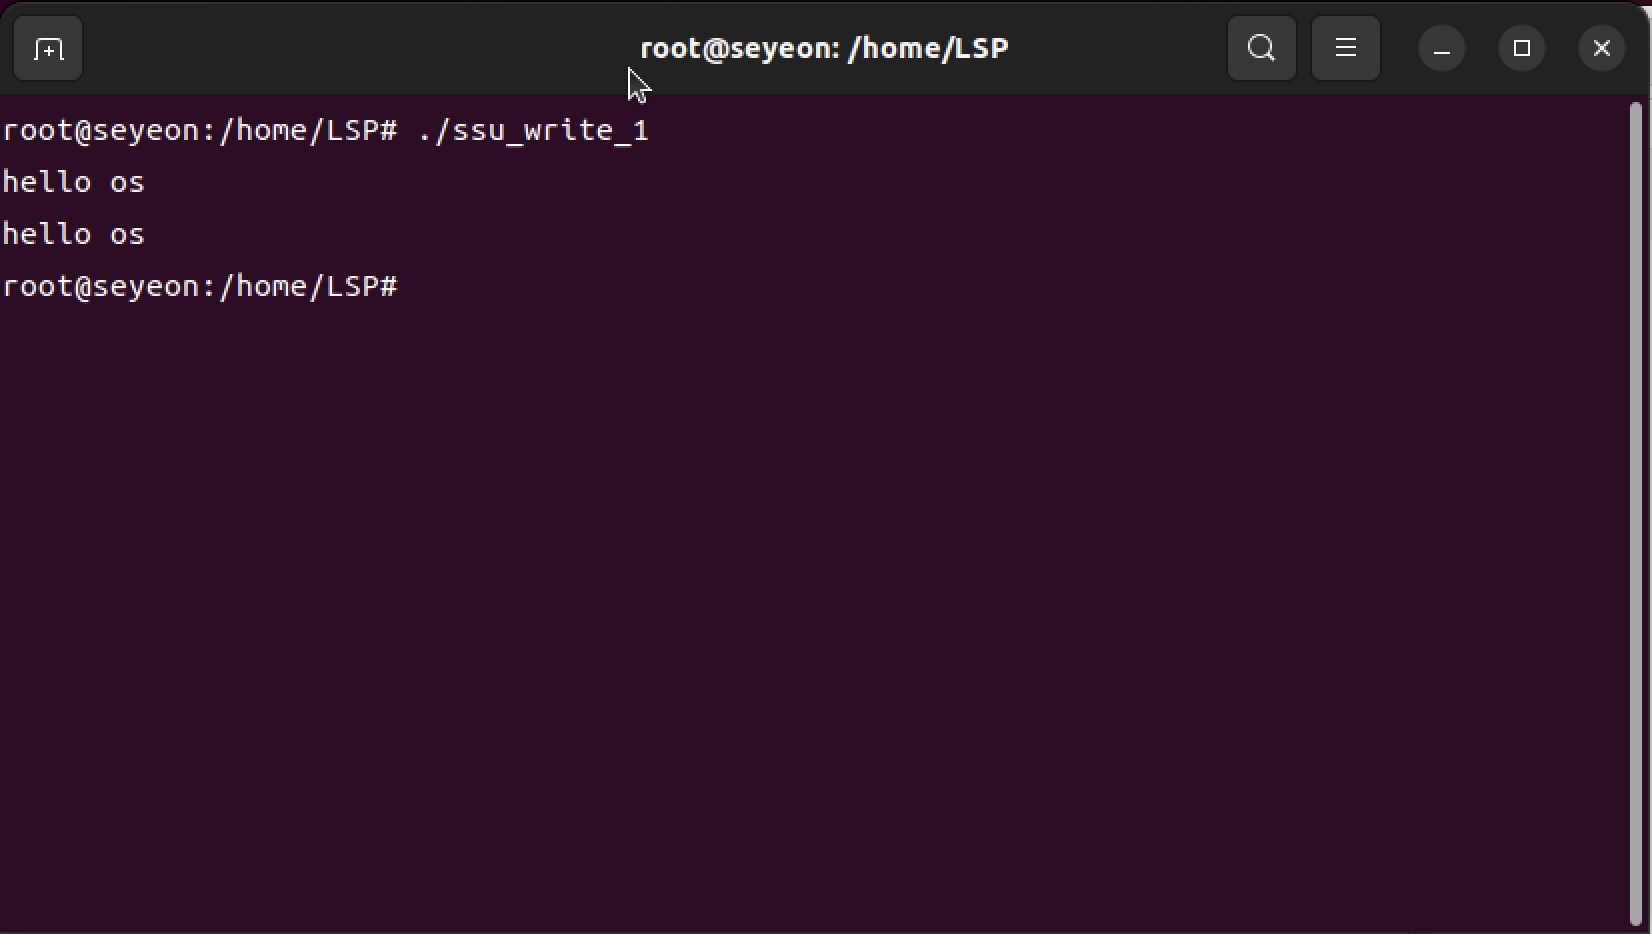 root@seyeon: /home/LSP
root@seyeon:/home/LSP# ./ssu_write_1
hello os
hello os
root@seyeon:/home/LSP#